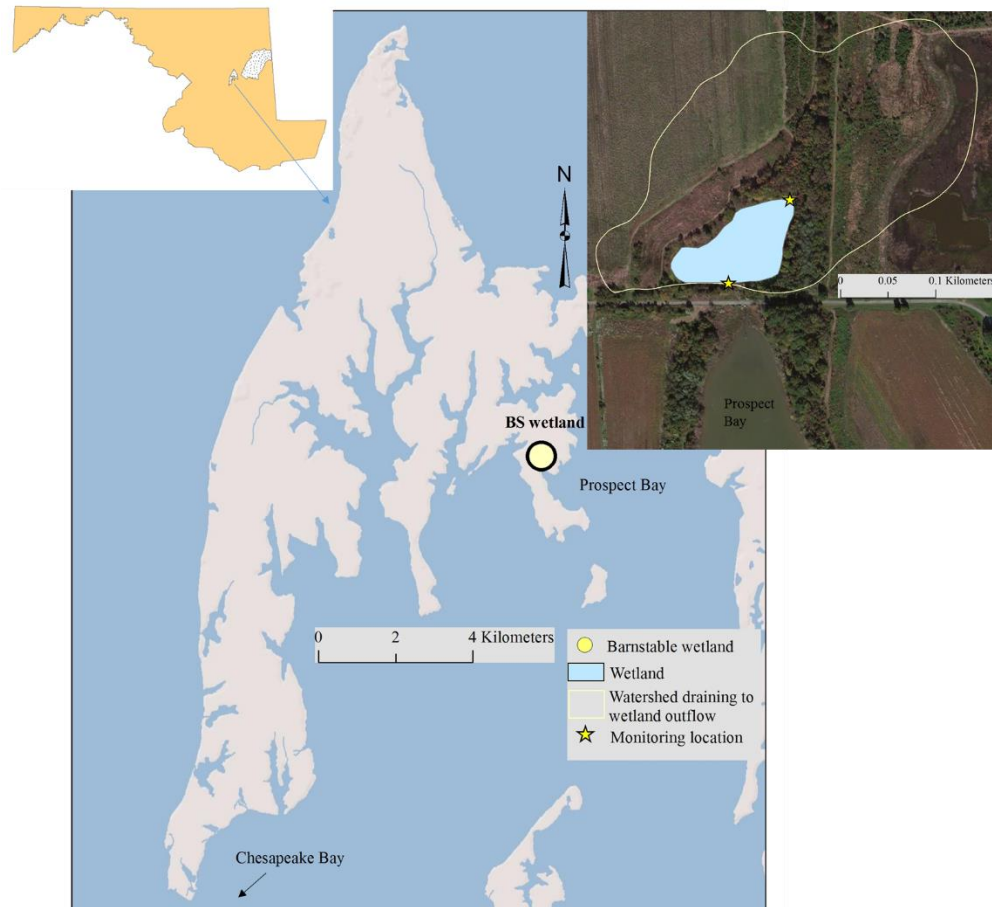 N
0 0.05 0.1 Kilometers
Prospect
Bay
BS wetland
Prospect Bay
0 2 4 Kilometers
Barnstable wetland
Wetland
Watershed draining to
wetland outflow
Monitoring location
Chesapeake Bay